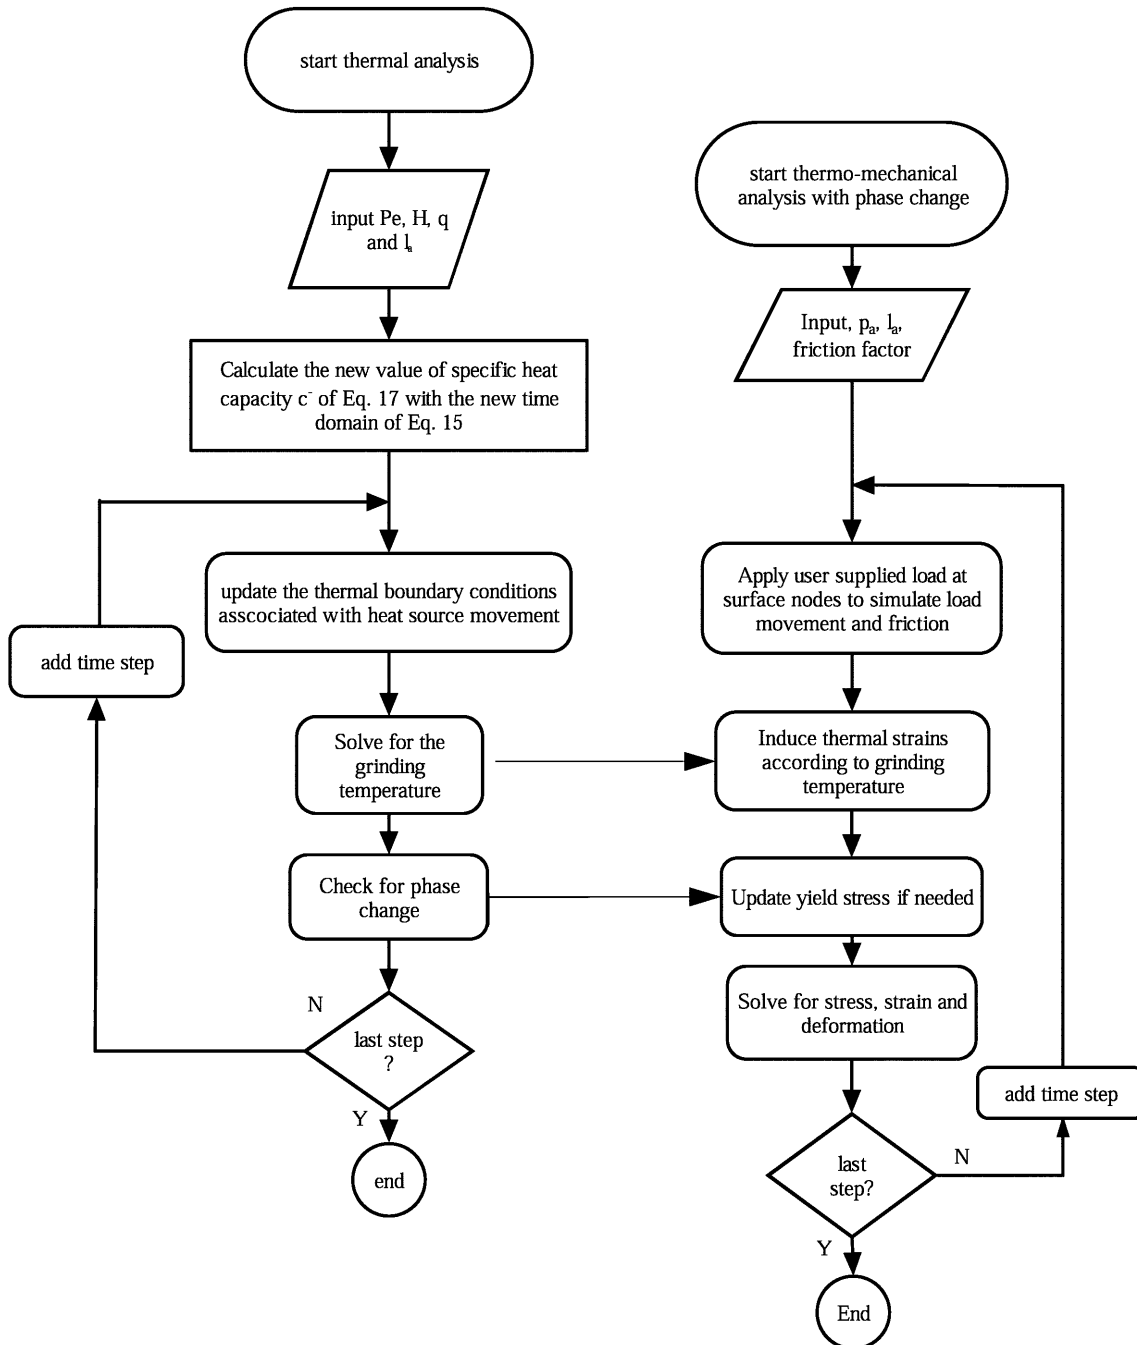 start thermal analysis
input Pe, H, q
and lₐ
Calculate the new value of specific heat
capacity c⁻ of Eq. 17 with the new time
domain of Eq. 15
update the thermal boundary conditions
asscociated with heat source movement
add time step
Solve for the
grinding
temperature
Check for phase
change
N
last step
?
Y
end
start thermo-mechanical
analysis with phase change
Input, pₐ, lₐ,
friction factor
Apply user supplied load at
surface nodes to simulate load
movement and friction
Induce thermal strains
according to grinding
temperature
Update yield stress if needed
Solve for stress, strain and
deformation
add time step
last
step?
N
Y
End